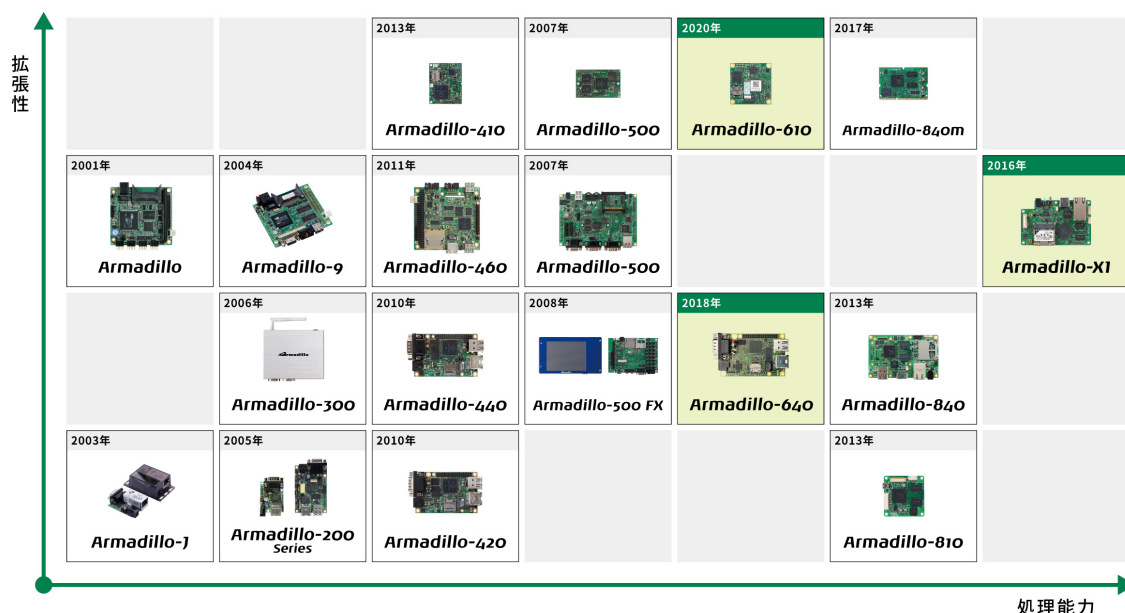 拡張性
2013年
2007年
2020年
2017年
Armadillo-410
Armadillo-500
Armadillo-610
Armadillo-840m
2001年
2004年
2011年
2007年
2016年
Armadillo
Armadillo-9
Armadillo-460
Armadillo-500
Armadillo-X1
2006年
2010年
2008年
2018年
2013年
Armadillo
Armadillo-300
Armadillo-440
Armadillo-500 FX
Armadillo-640
Armadillo-840
2003年
2005年
2010年
2013年
Armadillo-J
Armadillo-200
Series
Armadillo-420
Armadillo-810
処理能力